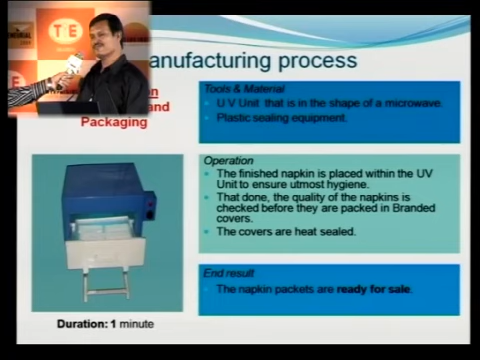 T E
anufacturing process
on
and
Packaging
Tools & Material
U V Unit that is in the shape of a microwave.
Plastic sealing equipment.
Operation
The finished napkin is placed within the UV
Unit to ensure utmost hygiene.
That done, the quality of the napkins is
checked before they are packed in Branded
covers.
The covers are heat sealed.
End result
The napkin packets are ready for sale.
Duration: 1 minute